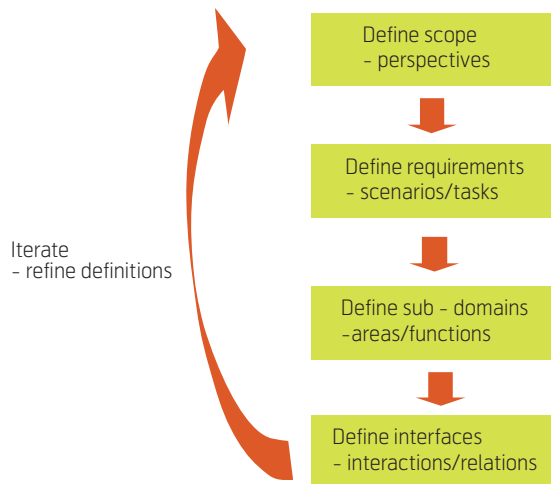 Define scope
- perspectives
Define requirements
- scenarios/tasks
Iterate
- refine definitions
Define sub - domains
-areas/functions
Define interfaces
- interactions/relations